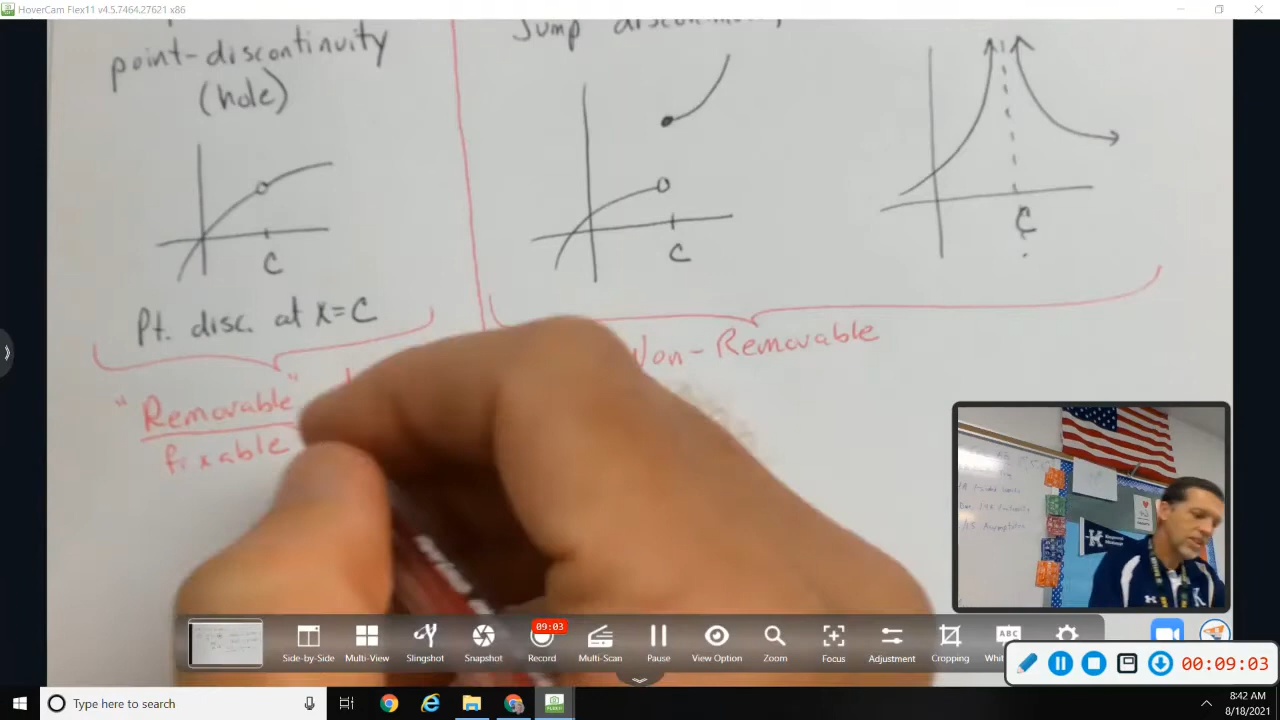 HoverCam Flex11 v4.5.7464.27621 x86
point-discontinuity
(hole)
Jump
C
Pt. disc. at x=C
C
C
"Removable"
fixable
Non-Removable
Side-by-Side
Multi-View
Slingshot
Snapshot
09:03
Record
Multi-Scan
Pause
View Option
Zoom
Focus
Adjustment
Cropping
ABC
00:09:03
Type here to search
8:42 AM
8/18/2021